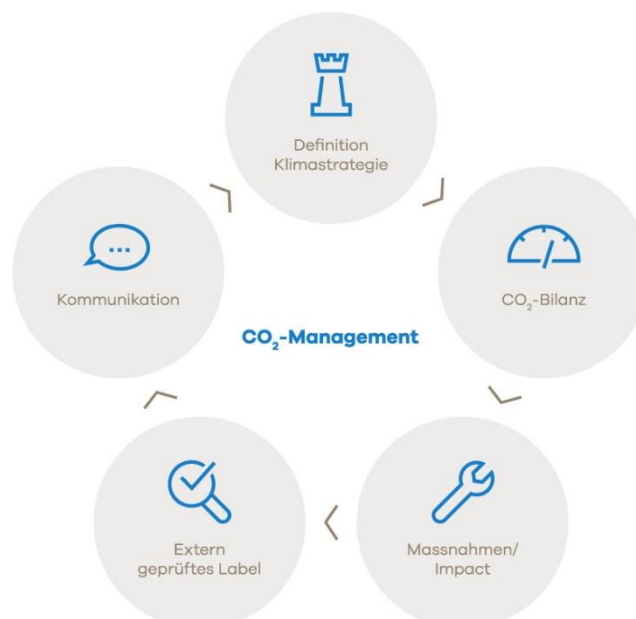 Definition
Klimastrategie
Kommunikation
CO₂-Bilanz
CO₂-Management
Extern
geprüftes Label
Massnahmen/
Impact